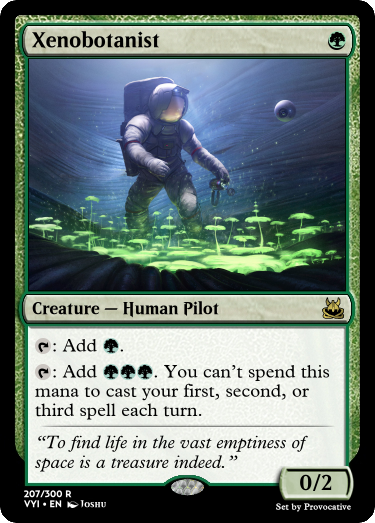 Xenobotanist
Creature — Human Pilot
: Add .
: Add . You can't spend this
mana to cast your first, second, or
third spell each turn.
“To find life in the vast emptiness of
space is a treasure indeed.”
0/2
207/300 R
VYI • EN Joshu
Set by Provocative